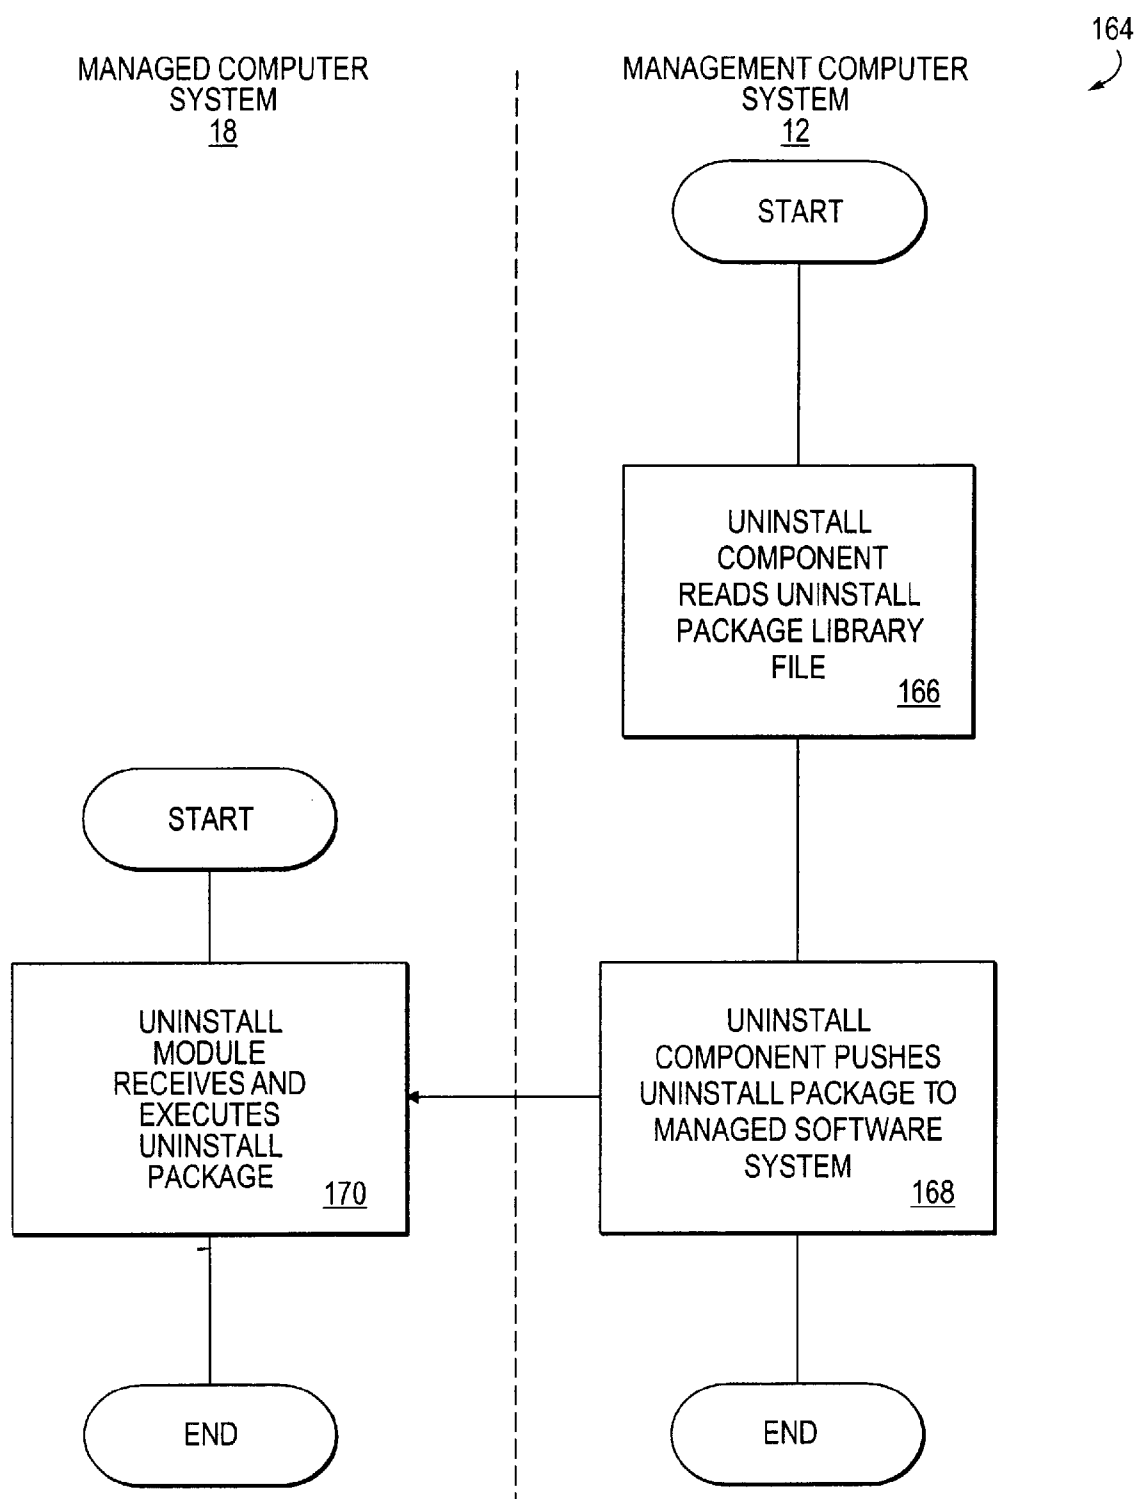 164
MANAGED COMPUTER
SYSTEM
18
MANAGEMENT COMPUTER
SYSTEM
12
START
UNINSTALL
COMPONENT
READS UNINSTALL
PACKAGE LIBRARY
FILE
166
START
UNINSTALL
MODULE
RECEIVES AND
EXECUTES
UNINSTALL
PACKAGE
170
UNINSTALL
COMPONENT PUSHES
UNINSTALL PACKAGE TO
MANAGED SOFTWARE
SYSTEM
168
END
END